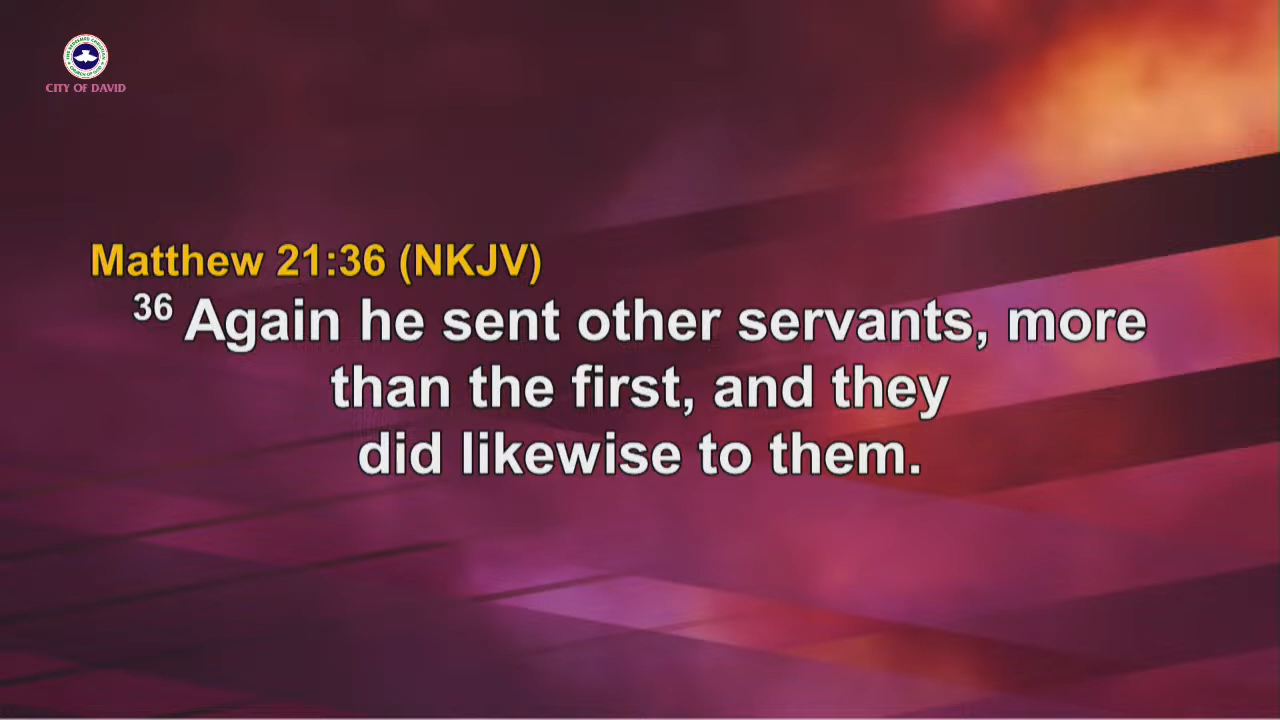 CITY OF DAVID
Matthew 21:36 (NKJV)
36 Again he sent other servants, more
than the first, and they
did likewise to them.